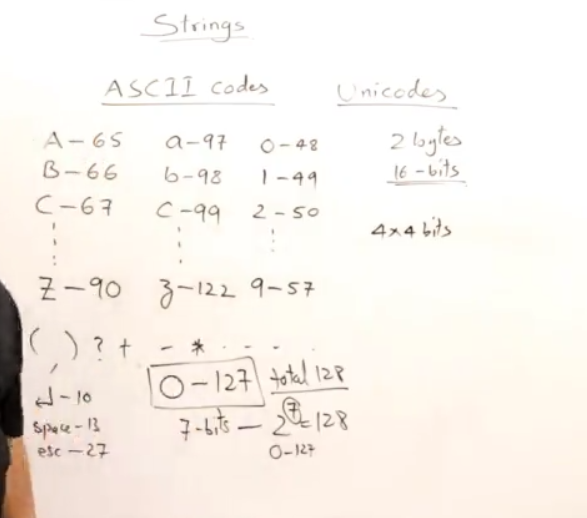 Strings
ASCII codes
Unicodes
A-65 a-97 0-48
B-66 b-98 1-49
C-67 c-99 2-50
Z-90 z-122 9-57
2 bytes
16-bits
4x4 bits
( , ) ? + - * - - - .
↵-10
space-13
esc-27
0-127 total 128
7-bits - 2^7=128
0-127